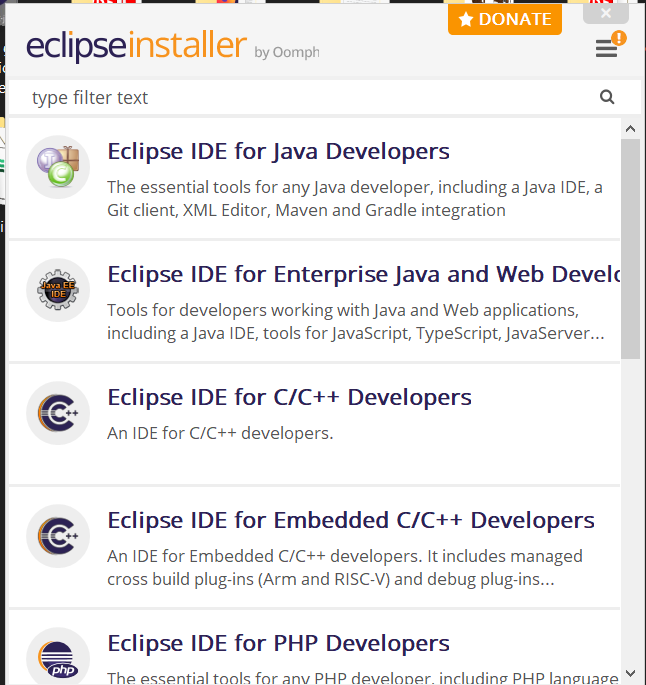 DONATE
eclipseinstaller by Oomph
type filter text
Eclipse IDE for Java Developers
The essential tools for any Java developer, including a Java IDE, a
Git client, XML Editor, Maven and Gradle integration
Java EE
IDE
Eclipse IDE for Enterprise Java and Web Develo
Tools for developers working with Java and Web applications,
including a Java IDE, tools for JavaScript, TypeScript, JavaServer...
C++
Eclipse IDE for C/C++ Developers
An IDE for C/C++ developers.
C++
Eclipse IDE for Embedded C/C++ Developers
An IDE for Embedded C/C++ developers. It includes managed
cross build plug-ins (Arm and RISC-V) and debug plug-ins...
php
Eclipse IDE for PHP Developers
The essential tools for any PHP developer, including PHP language